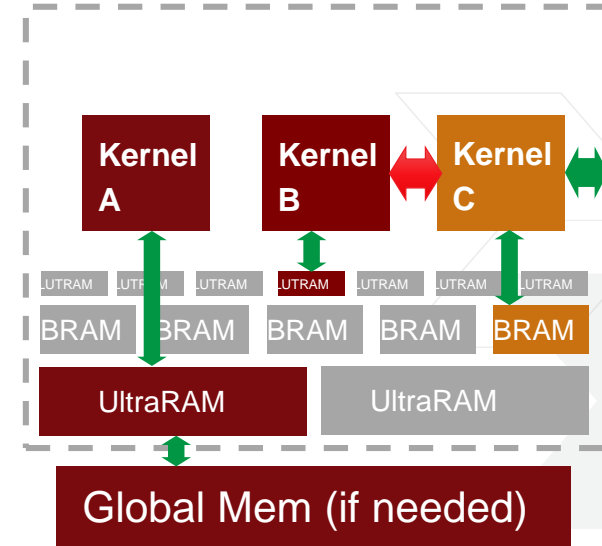 Kernel
A
Kernel
B
Kernel
C
LUTRAM LUTRAM LUTRAM LUTRAM LUTRAM LUTRAM LUTRAM
BRAM BRAM BRAM BRAM BRAM
UltraRAM UltraRAM
Global Mem (if needed)